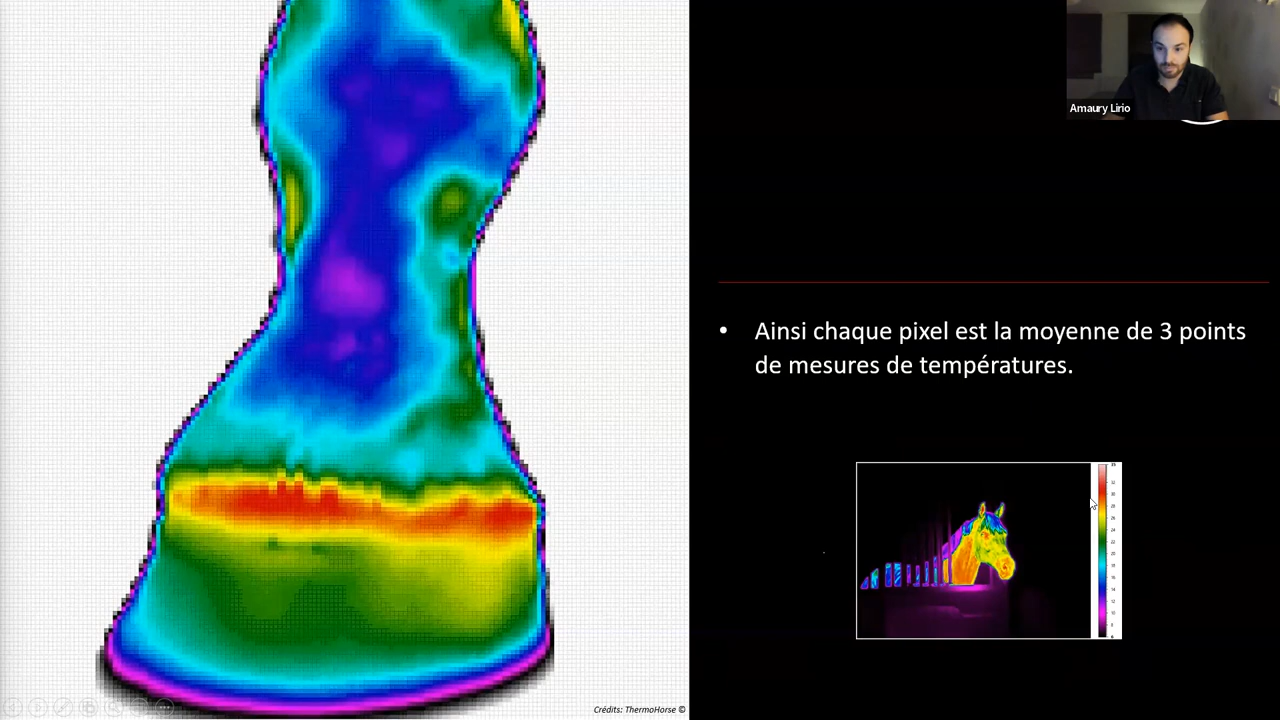 Amaury Lirio
• Ainsi chaque pixel est la moyenne de 3 points
de mesures de températures.
Crédits: ThermoHorse ©